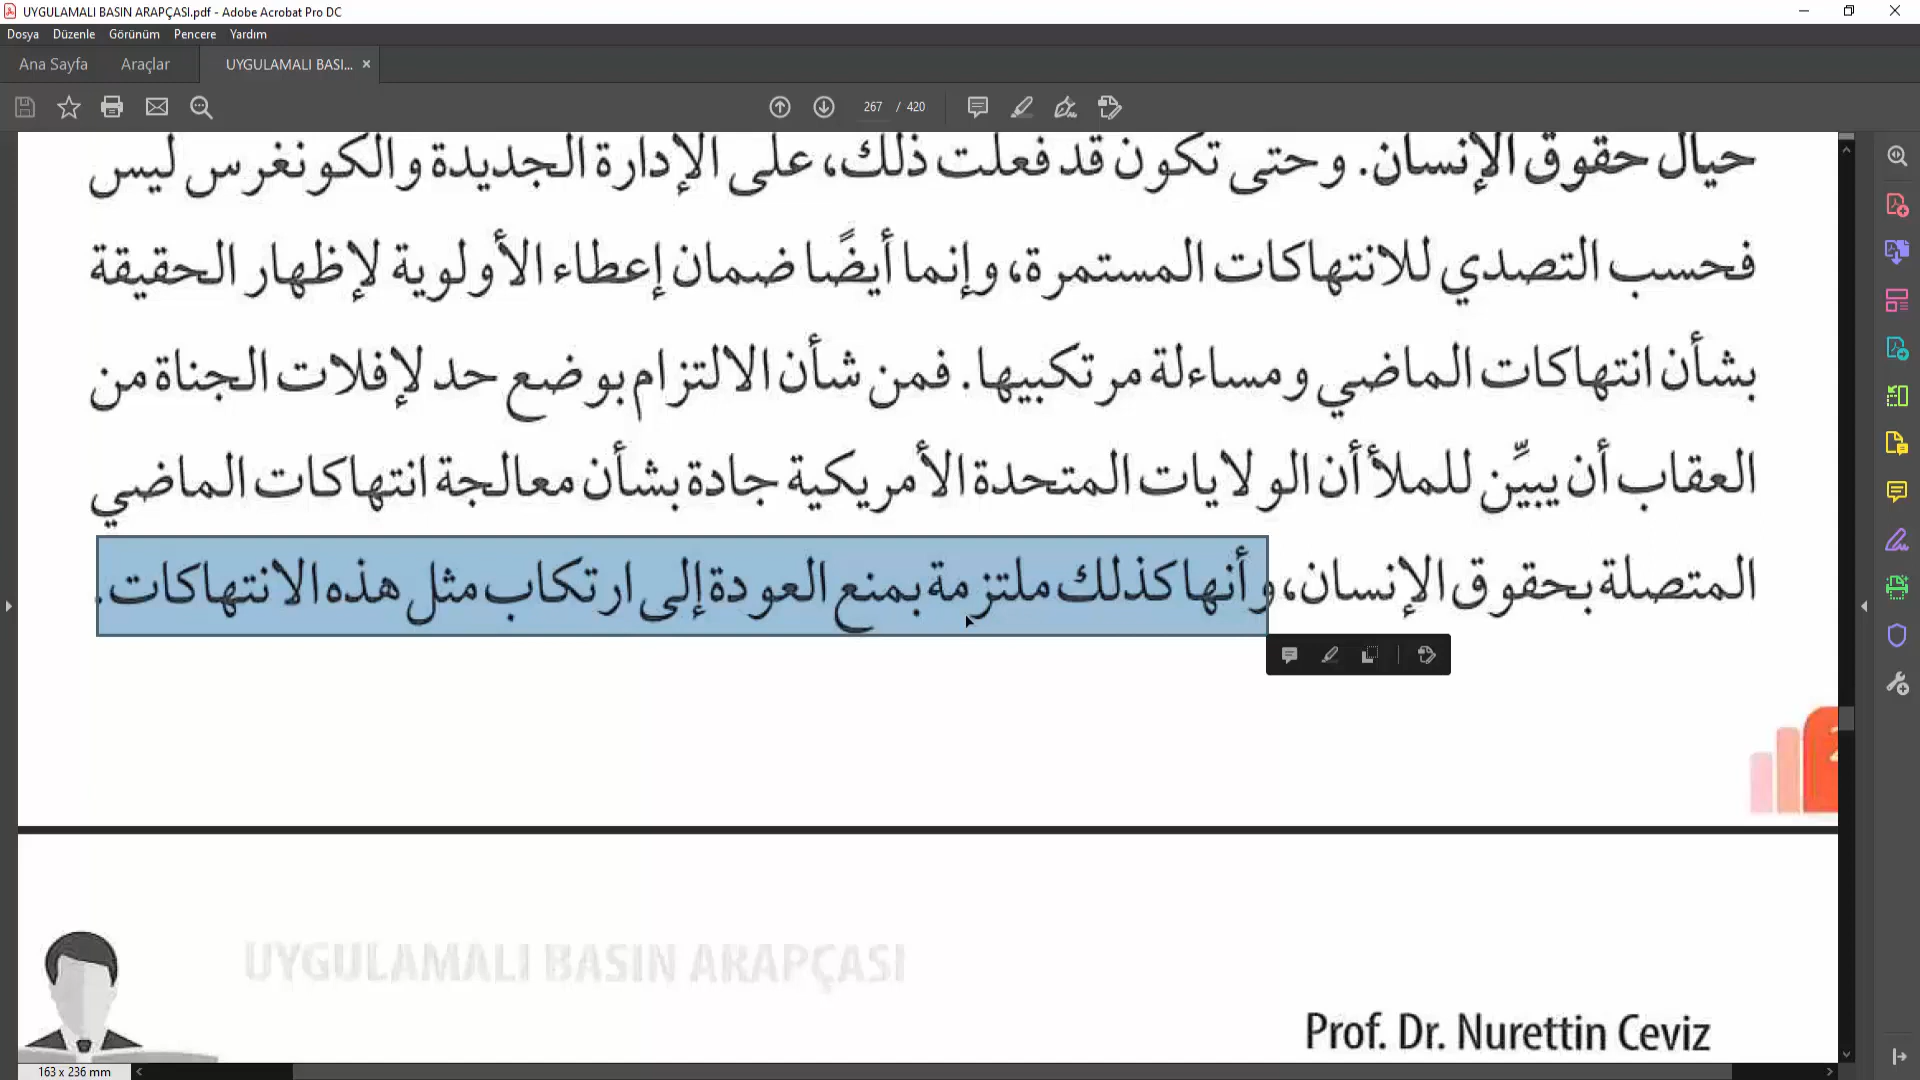 UYGULAMALI BASIN ARAPÇASI.pdf - Adobe Acrobat Pro DC
Dosya Düzenle Görünüm Pencere Yardım
Ana Sayfa Araçlar UYGULAMALI BASI... ×
267 / 420
حيال حقوق الإنسان. وحتى تكون قد فعلت ذلك، على الإدارة الجديدة والكونغرس ليس
فحسب التصدي للانتهاكات المستمرة، وإنما أيضًا ضمان إعطاء الأولوية لإظهار الحقيقة
بشأن انتهاكات الماضي ومساءلة مرتكبيها. فمن شأن الالتزام بوضع حد لإفلات الجناة من
العقاب أن يبيِّن للملأ أن الولايات المتحدة الأمريكية جادة بشأن معالجة انتهاكات الماضي
المتصلة بحقوق الإنسان، وأنها كذلك ملتزمة بمنع العودة إلى ارتكاب مثل هذه الانتهاكات.
UYGULAMALI BASIN ARAPÇASI
Prof. Dr. Nurettin Ceviz
163 x 236 mm